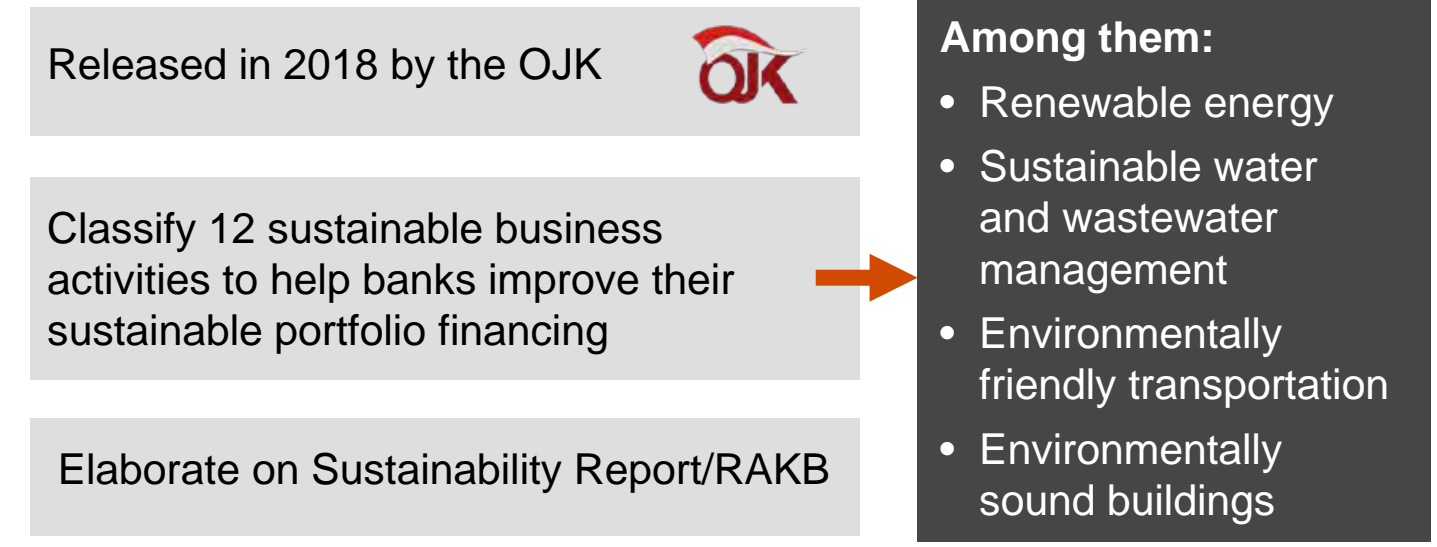 Released in 2018 by the OJK
OJK
Classify 12 sustainable business
activities to help banks improve their
sustainable portfolio financing
Elaborate on Sustainability Report/RAKB
Among them:
• Renewable energy
• Sustainable water
and wastewater
management
• Environmentally
friendly transportation
• Environmentally
sound buildings